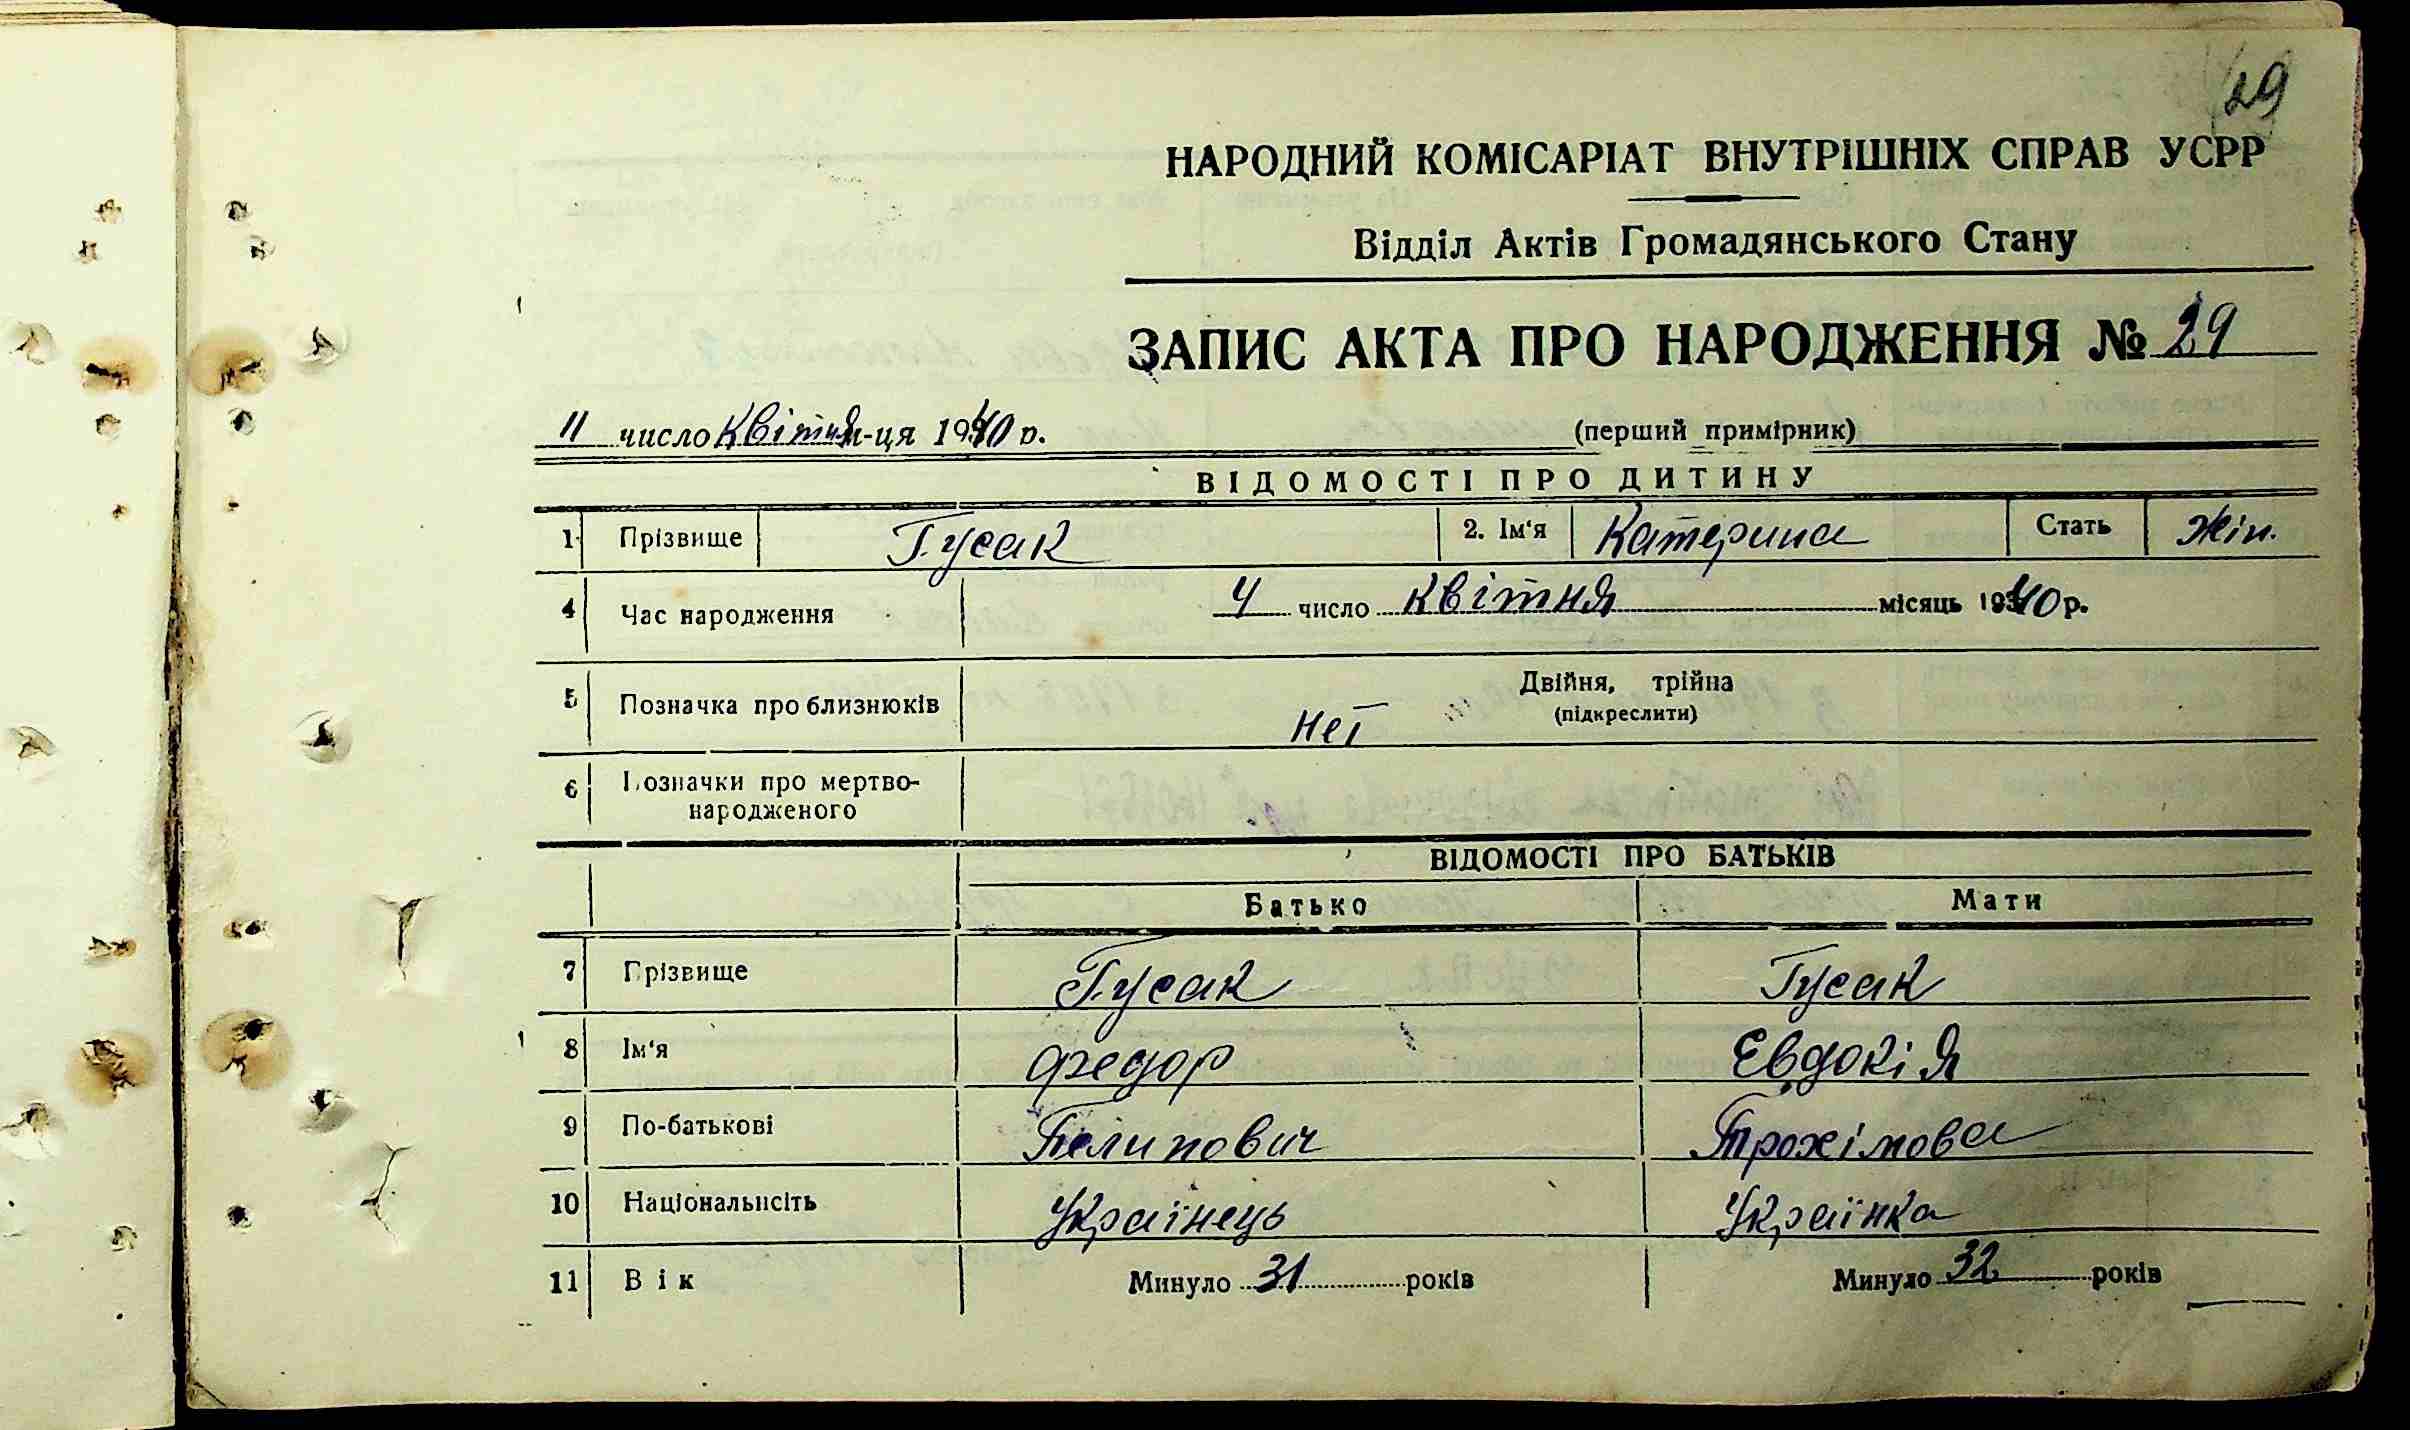 29
НАРОДНИЙ КОМІСАРІАТ ВНУТРІШНІХ СПРАВ УСРР
Відділ Актів Громадянського Стану
ЗАПИС АКТА ПРО НАРОДЖЕННЯ № 29
11 число Квітня м-ця 1940 р.
(перший примірник)
ВІДОМОСТІ ПРО ДИТИНУ
1 Прізвище Гусак 2. Ім'я Катерина Стать жін.
4 Час народження 4 число квітня місяць 1940 р.
5 Позначка про близнюків нет Двійня, трійна
(підкреслити)
6 Позначки про мертво-
народженого
ВІДОМОСТІ ПРО БАТЬКІВ
Батько Мати
7 Прізвище Гусак Гусак
8 Ім'я Федор Евдокія
9 По-батькові Пелипович Трохімова
10 Національність Українець Українка
11 Вік Минуло 31 років Минуло 32 років